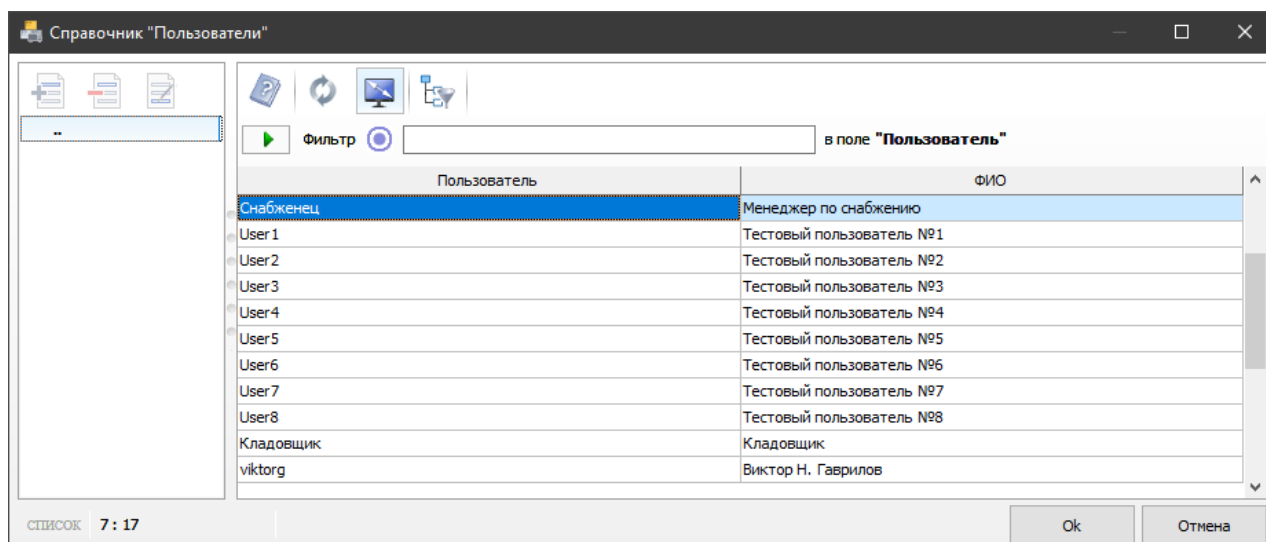 Справочник "Пользователи"
..
Фильтр в поле "Пользователь"
Пользователь ФИО
Снабженец Менеджер по снабжению
User1 Тестовый пользователь №1
User2 Тестовый пользователь №2
User3 Тестовый пользователь №3
User4 Тестовый пользователь №4
User5 Тестовый пользователь №5
User6 Тестовый пользователь №6
User7 Тестовый пользователь №7
User8 Тестовый пользователь №8
Кладовщик Кладовщик
viktorg Виктор Н. Гаврилов
СПИСОК 7:17 Ok Отмена